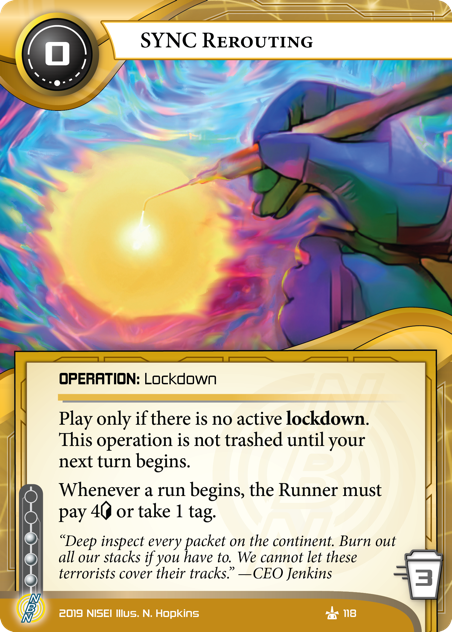 0
SYNC Rerouting
OPERATION: Lockdown
Play only if there is no active lockdown.
This operation is not trashed until your
next turn begins.
Whenever a run begins, the Runner must
pay 4 or take 1 tag.
“Deep inspect every packet on the continent. Burn out
all our stacks if you have to. We cannot let these
terrorists cover their tracks.” —CEO Jenkins
3
NBN
2019 NISEI Illus. N. Hopkins
118